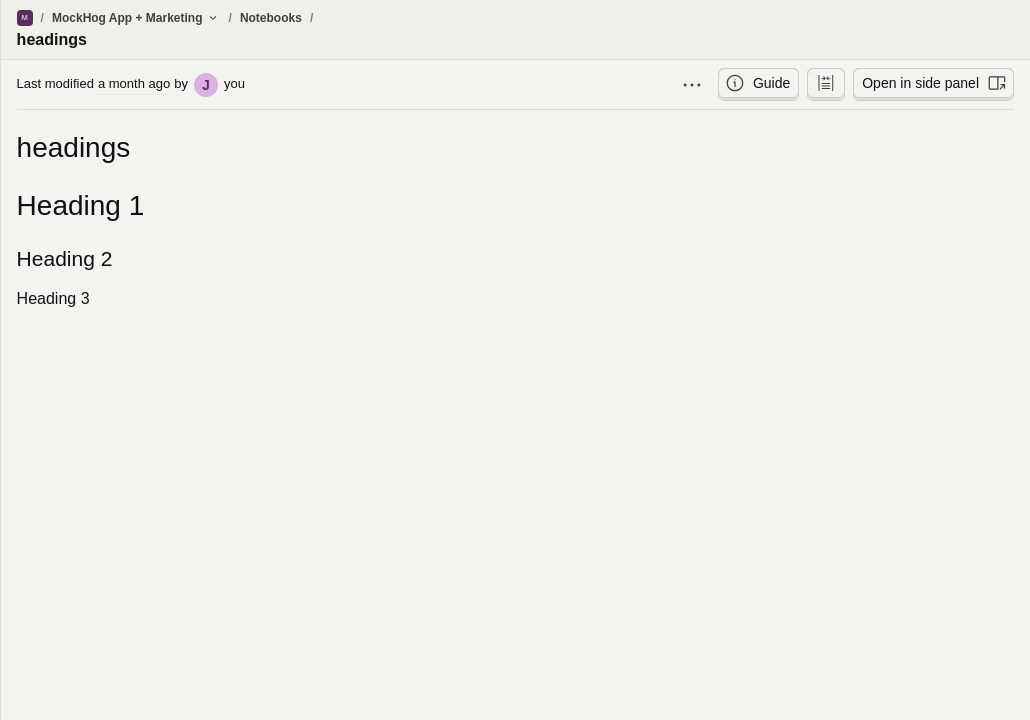 M / MockHog App + Marketing / Notebooks /
headings
Last modified a month ago by J you
Guide
Open in side panel
headings
Heading 1
Heading 2
Heading 3